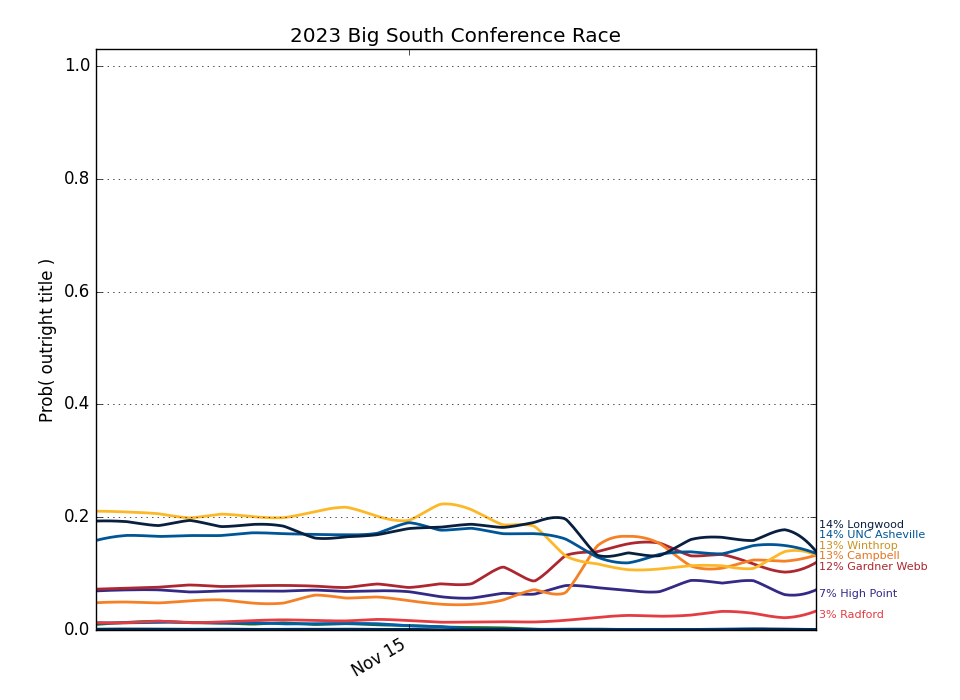 2023 Big South Conference Race
1.0
0.8
0.6
0.4
0.2
0.0
Prob( outright title )
Nov 15
14% Longwood
14% UNC Asheville
13% Winthrop
13% Campbell
12% Gardner Webb
7% High Point
3% Radford